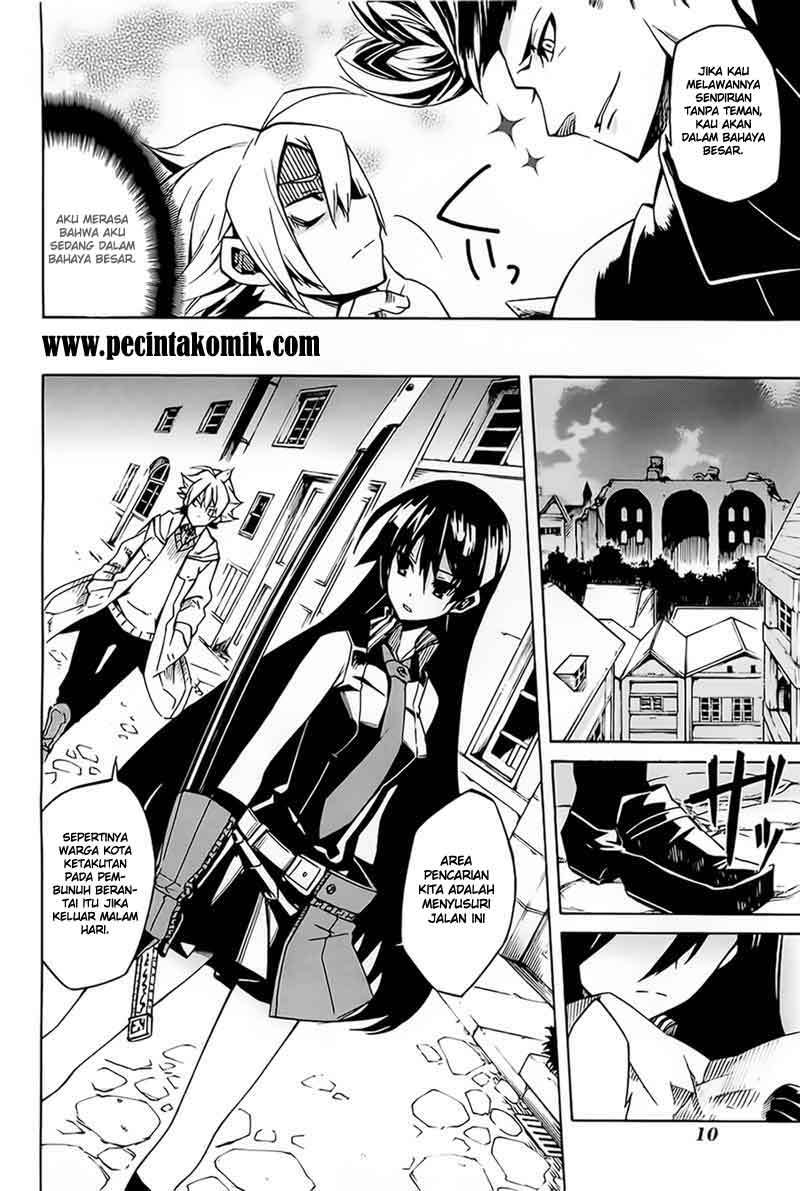 JIKA KAU
MELAWANNYA
SENDIRIAN
TANPA TEMAN,
KAU AKAN
DALAM BAHAYA
BESAR.
AKU MERASA
BAHWA AKU
SEDANG DALAM
BAHAYA BESAR.
www.pecintakomik.com
AREA
PENCARIAN
KITA ADALAH
MENYUSURI
JALAN INI
SEPERTINYA
WARGA KOTA
KETAKUTAN
PADA PEM-
BUNUH BERAN-
TAI ITU JIKA
KELUAR MALAM
HARI.
10